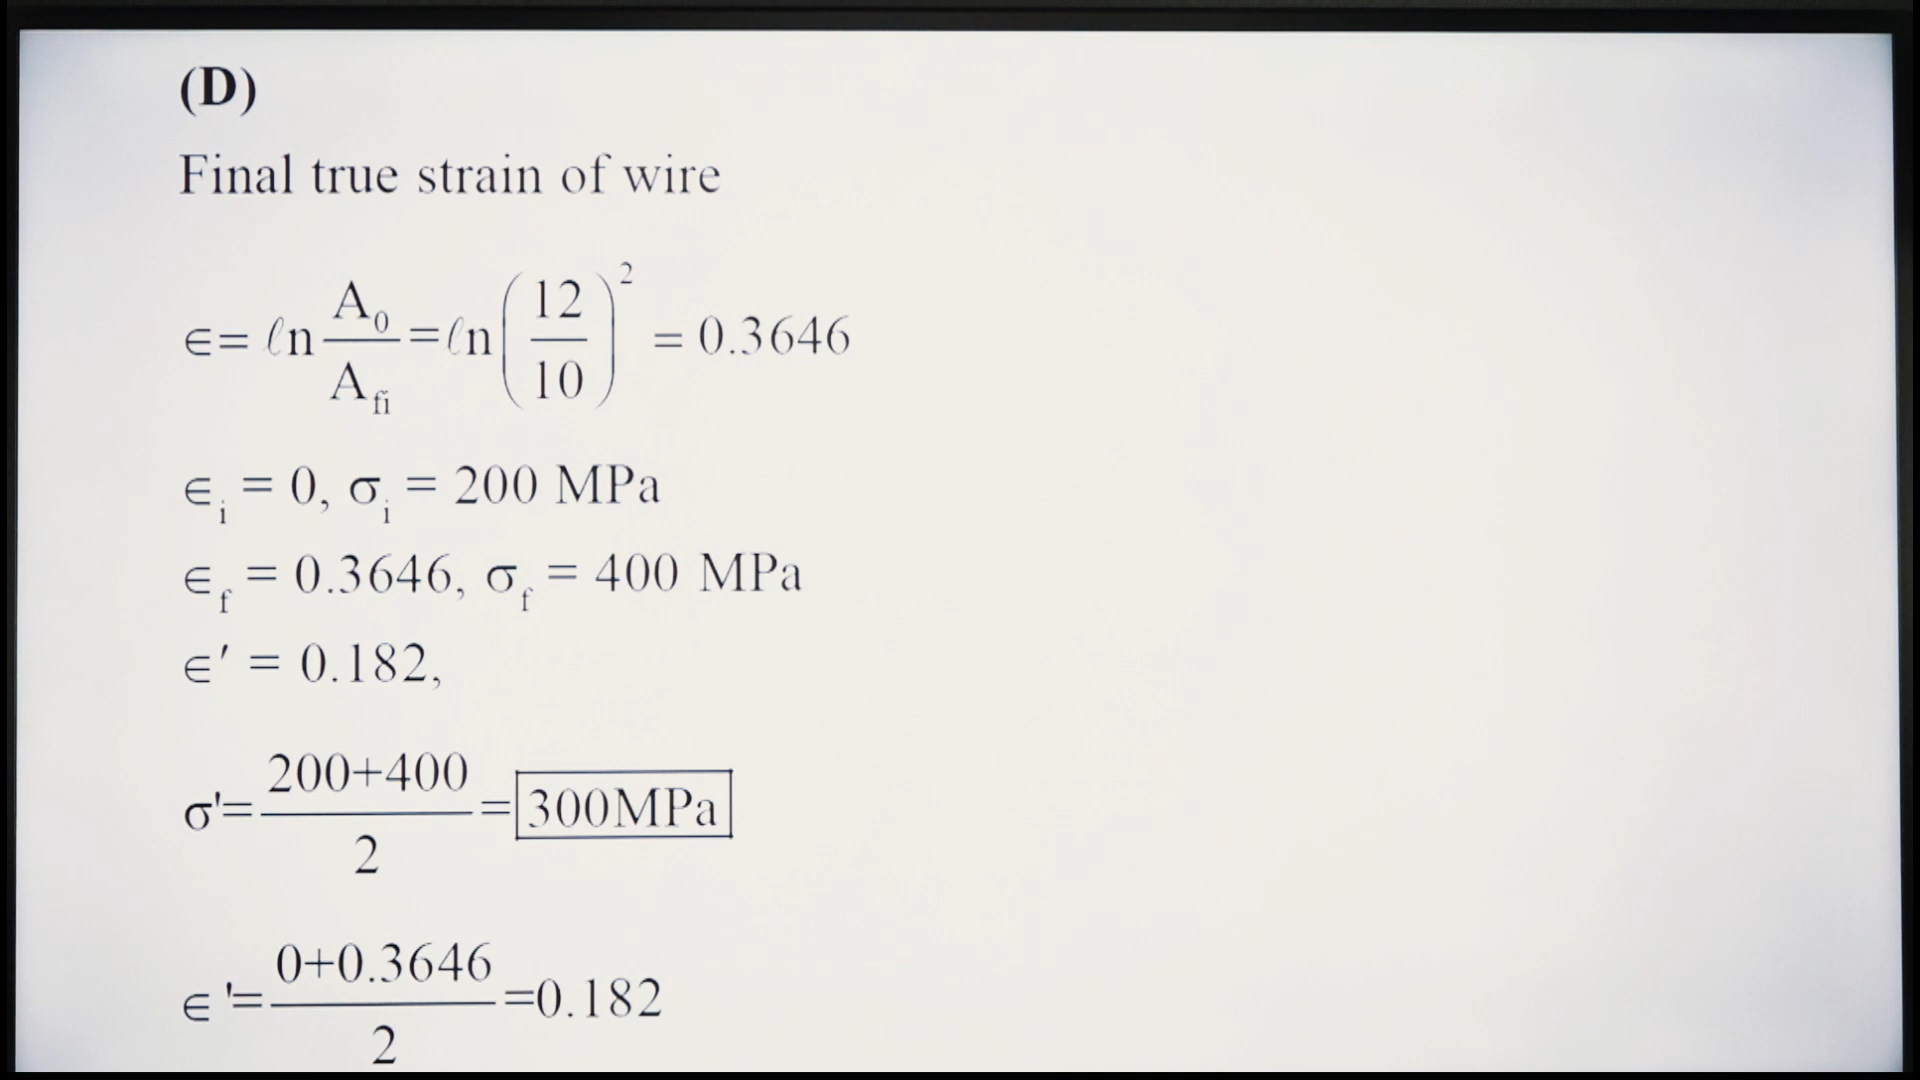 (D)
Final true strain of wire
∈= ℓn A₀/A_fi = ℓn (12/10)² = 0.3646
∈ᵢ = 0, σᵢ = 200 MPa
∈_f = 0.3646, σ_f = 400 MPa
∈′ = 0.182,
σ'= (200+400)/2 = 300MPa
∈'= (0+0.3646)/2 =0.182